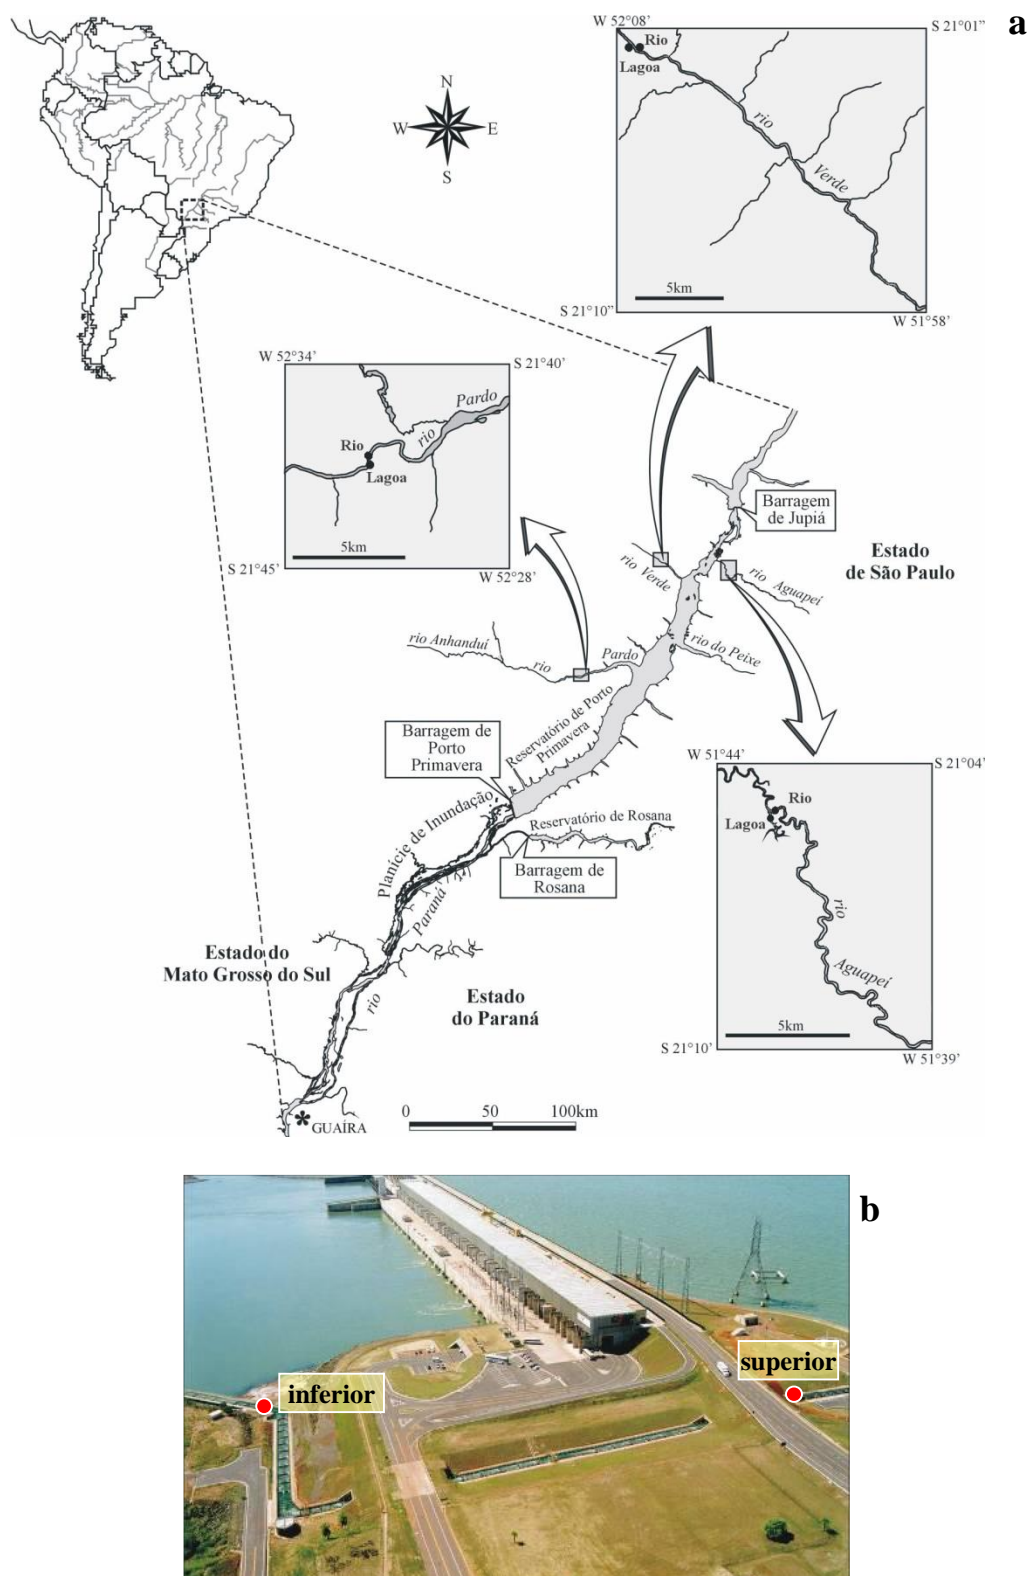 a
N
W E
S
W 52°08’
S 21°01”
Rio
Lagoa
rio
Verde
5km
S 21°10”
W 51°58’
W 52°34’
S 21°40’
Pardo
rio
Rio
Lagoa
5km
S 21°45’
W 52°28’
Barragem
de Jupiá
Estado
de São Paulo
rio Verde
rio Aguapeí
rio Anhanduí
rio
Pardo
rio do Peixe
Reservatório de Porto
Primavera
Barragem de
Porto
Primavera
Planície de Inundação
Reservatório de Rosana
Barragem de
Rosana
Paraná
rio
Estado do
Mato Grosso do Sul
Estado
do Paraná
W 51°44’
S 21°04’
Rio
Lagoa
rio
Aguapeí
5km
S 21°10’
W 51°39’
GUAÍRA
0 50 100km
b
inferior
superior